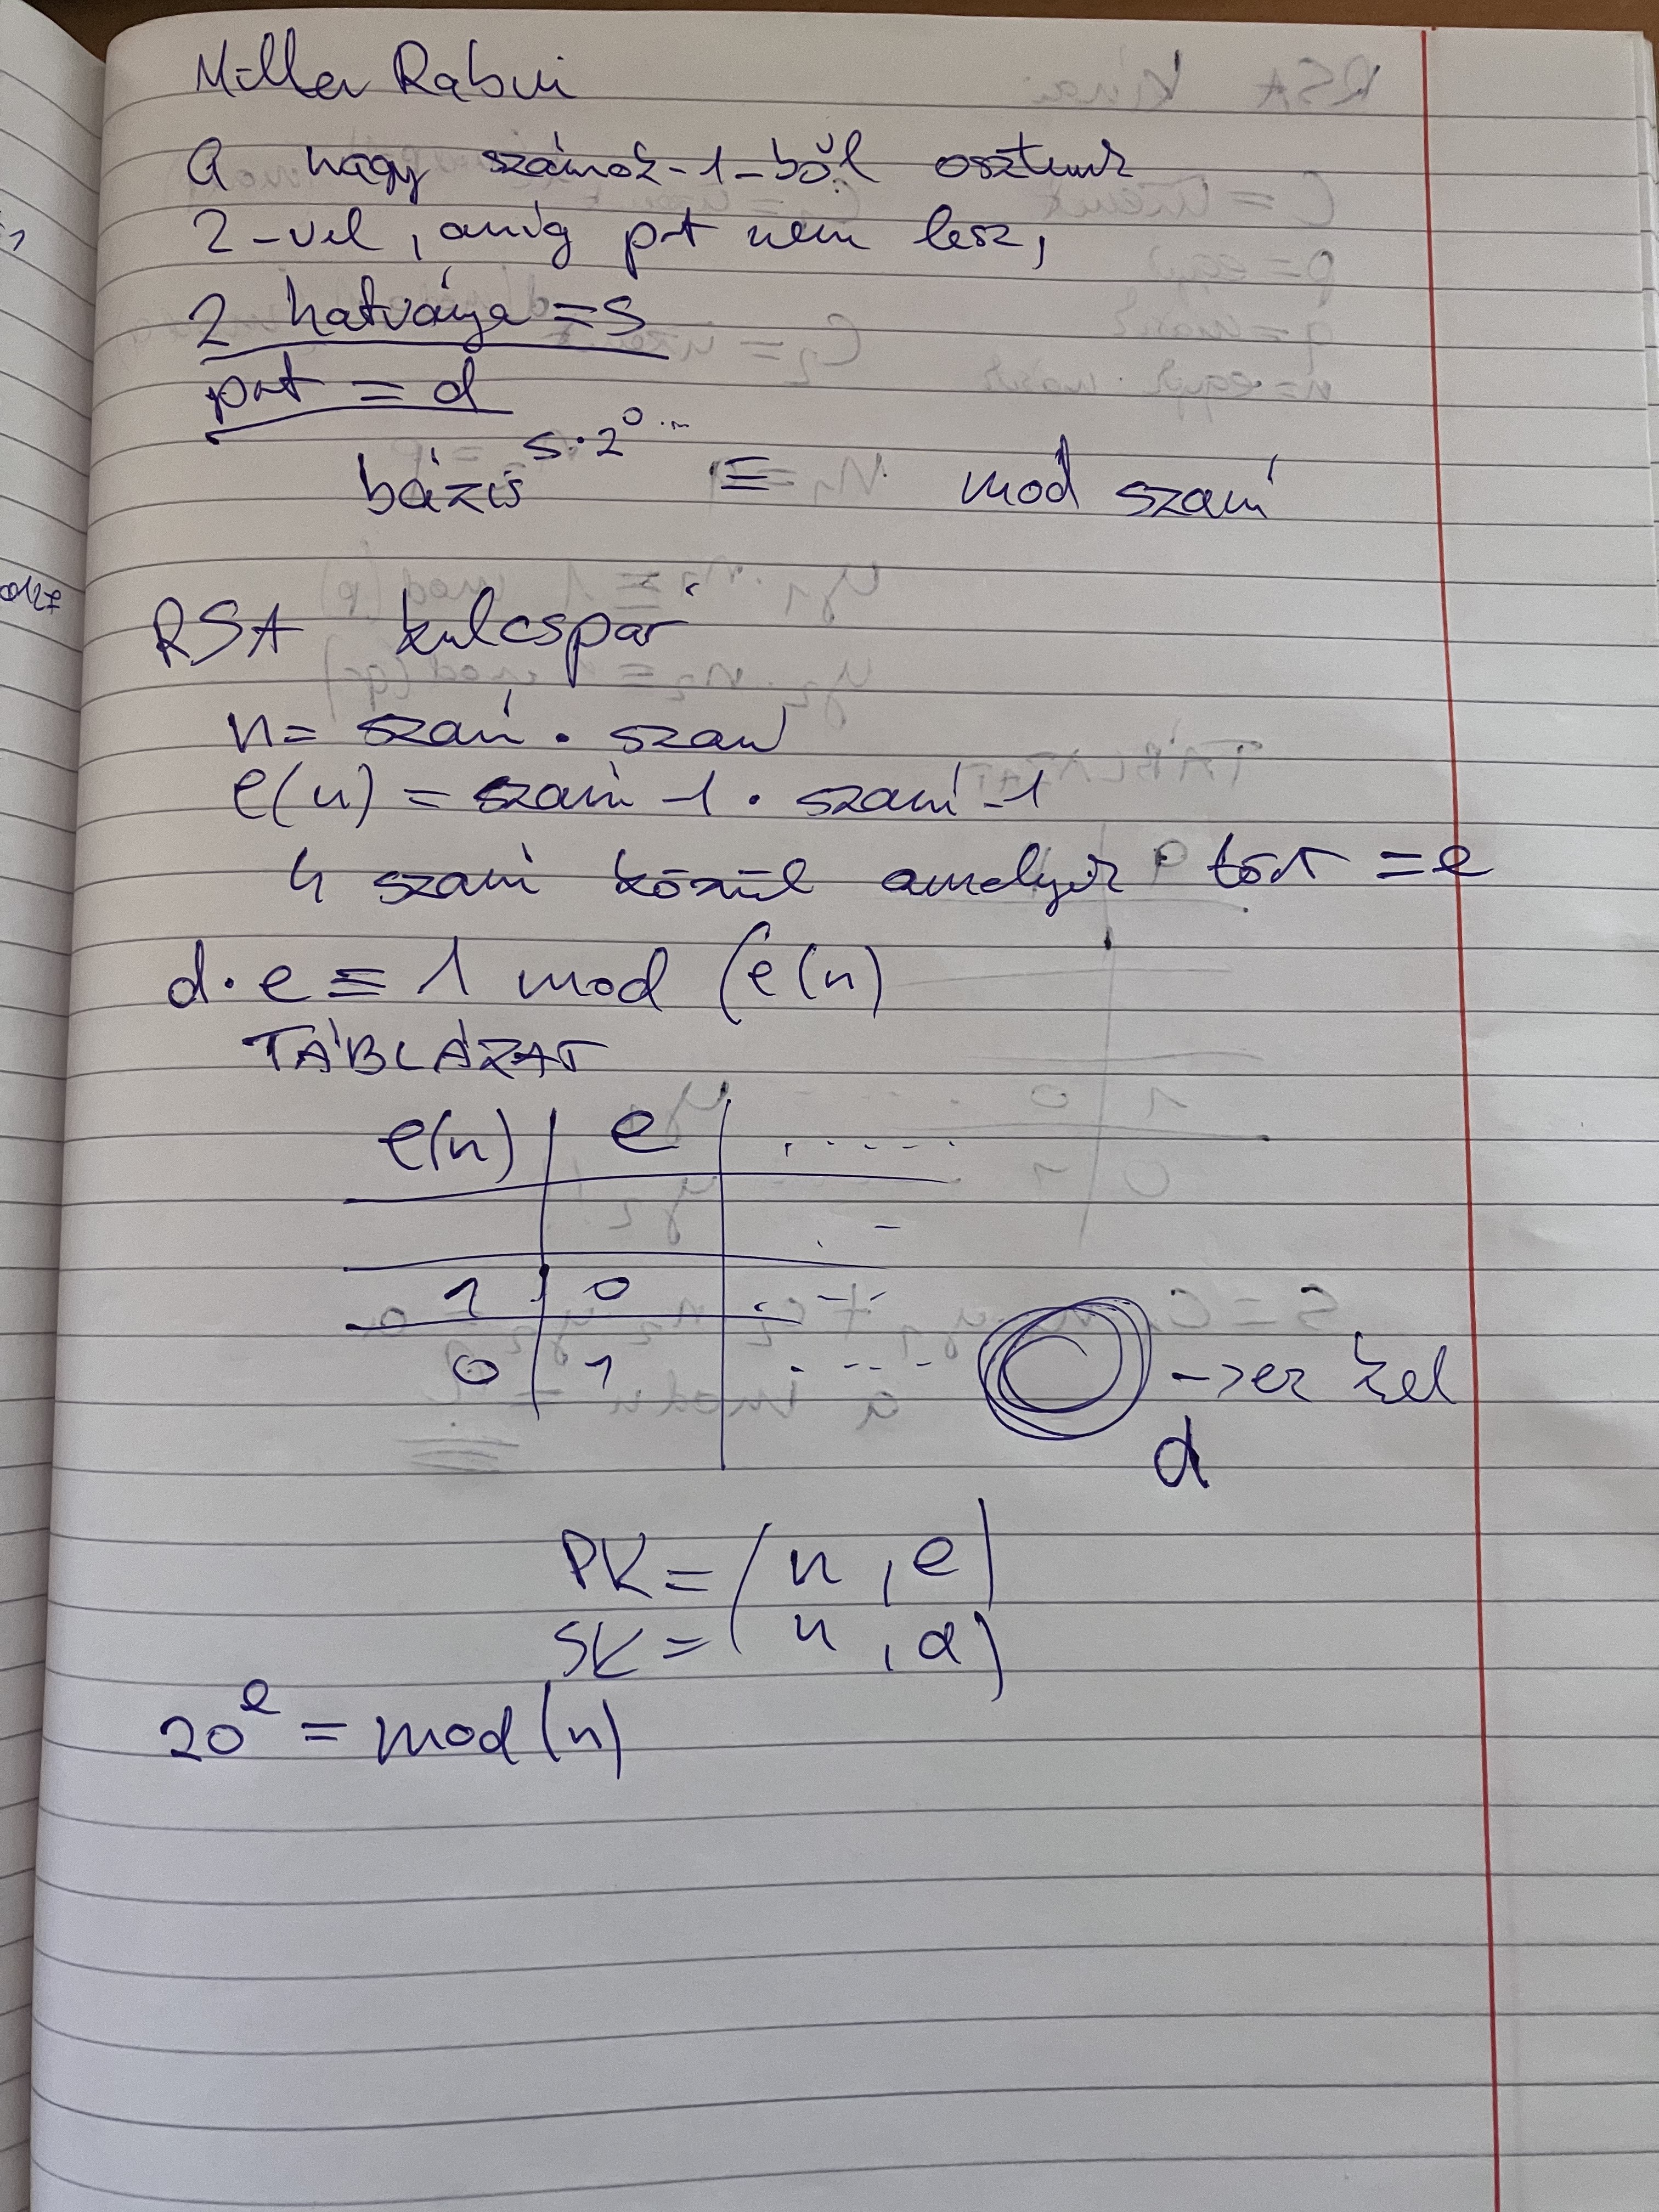 Miller Rabin
a nagy számok-1-ből osztunk
2-vel, amíg prt nem lesz,
2 hatványa = s
prt = d
bázis^s·2^0... ≡ mod szám
RSA kulcspár
n = szám · szám
e(n) = szám -1 · szám -1
4 szám közül amelyik tört = e
d · e ≡ 1 mod (e(n)
TÁBLÁZAT
e(n) | e | .....
1 | 0 | . - -
0 | 1 | . - - - → ez kel
d
PK = (n, e)
SK = (n, d)
20^e = mod (n)